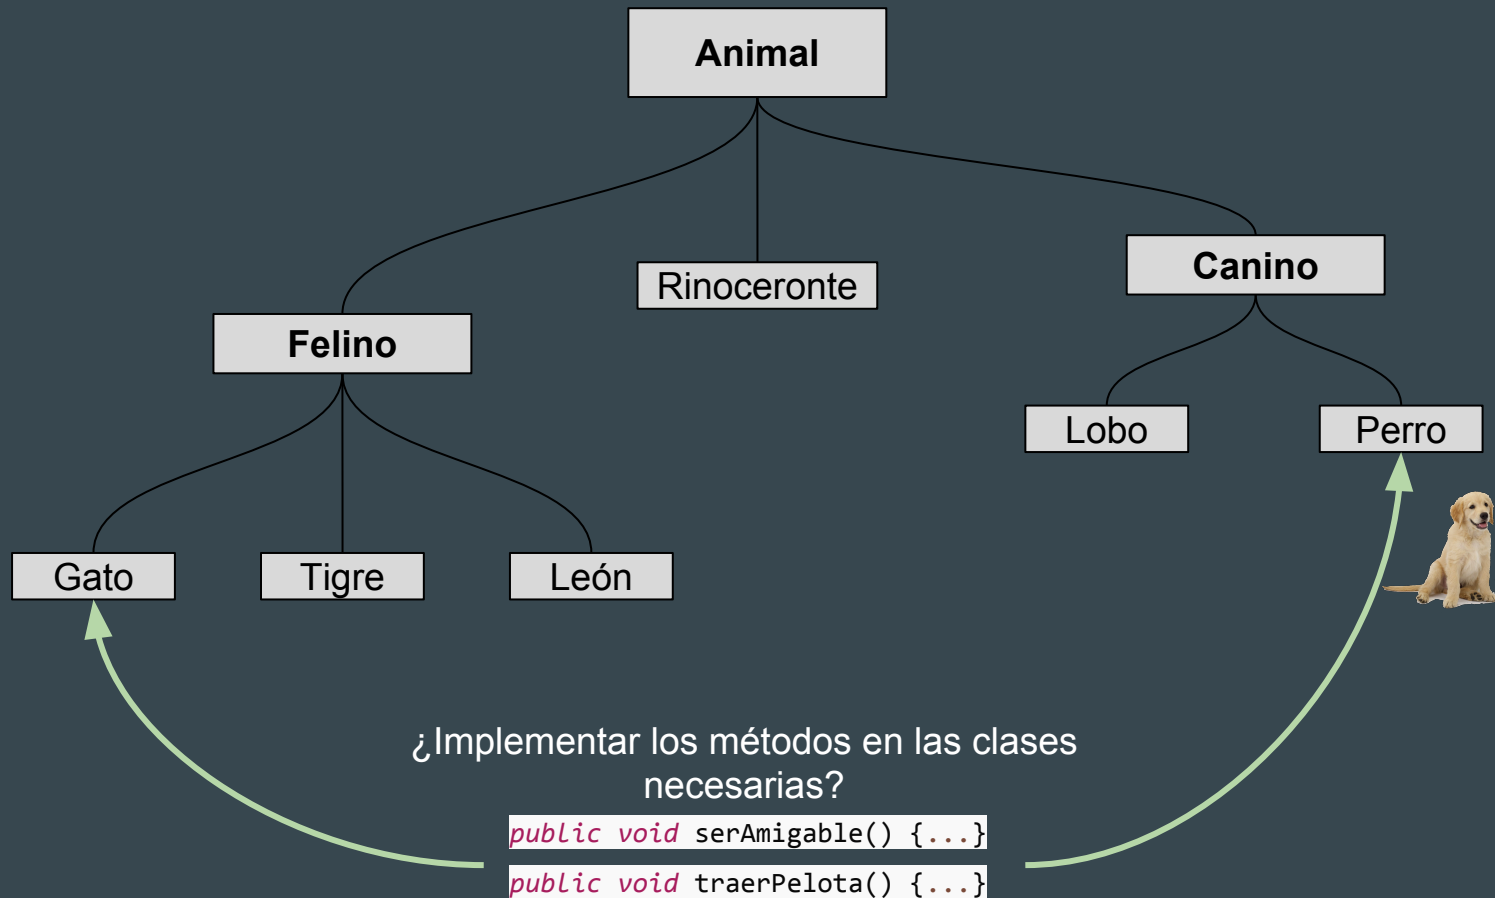 Animal
Rinoceronte
Canino
Felino
Lobo
Perro
Gato
Tigre
León
¿Implementar los métodos en las clases
necesarias?
public void serAmigable() {...}
public void traerPelota() {...}